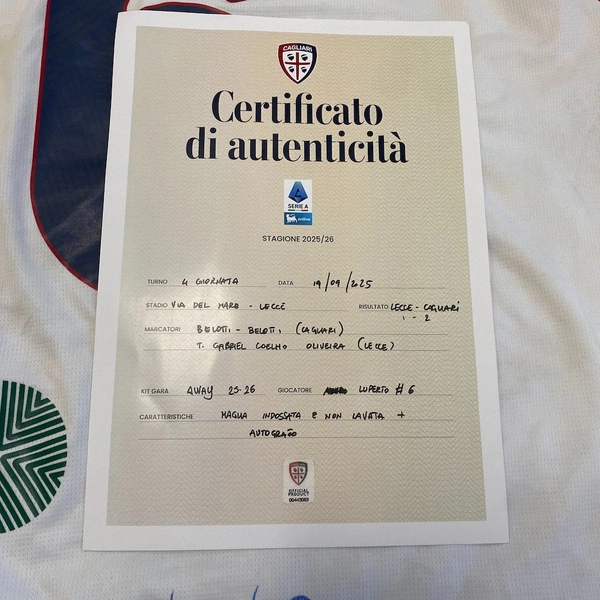 CAGLIARI
Certificato
di autenticità
SERIE A
enilive
STAGIONE 2025/26
TURNO 4 GIORNATA DATA 19/09/2025
STADIO VIA DEL MARE - LECCE RISULTATO LECCE - CAGLIARI
1 - 2
MARCATORI BELOTTI - BELOTTI (CAGLIARI)
T. GABRIEL COELHO OLIVEIRA (LECCE)
KIT GARA AWAY 25-26 GIOCATORE LUPERTO #6
CARATTERISTICHE MAGLIA INDOSSATA E NON LAVATA +
AUTOGRAFO
OFFICIAL
PRODUCT